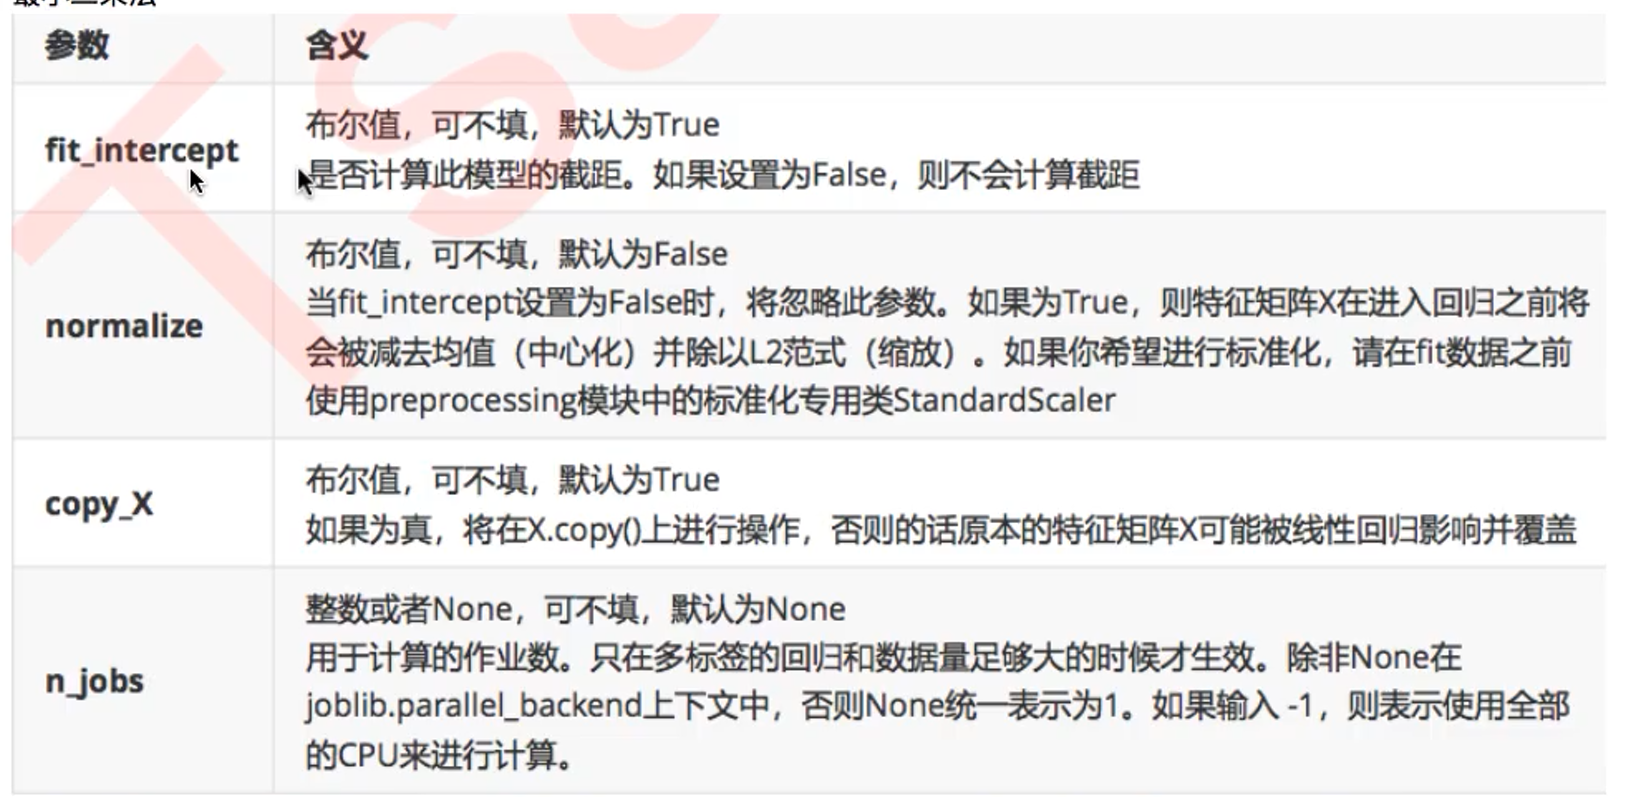 最小二乘法
参数 含义
fit_intercept
布尔值，可不填，默认为True
是否计算此模型的截距。如果设置为False，则不会计算截距
normalize
布尔值，可不填，默认为False
当fit_intercept设置为False时，将忽略此参数。如果为True，则特征矩阵X在进入回归之前将
会被减去均值（中心化）并除以L2范式（缩放）。如果你希望进行标准化，请在fit数据之前
使用preprocessing模块中的标准化专用类StandardScaler
copy_X
布尔值，可不填，默认为True
如果为真，将在X.copy()上进行操作，否则的话原本的特征矩阵X可能被线性回归影响并覆盖
n_jobs
整数或者None，可不填，默认为None
用于计算的作业数。只在多标签的回归和数据量足够大的时候才生效。除非None在
joblib.parallel_backend上下文中，否则None统一表示为1。如果输入 -1，则表示使用全部
的CPU来进行计算。